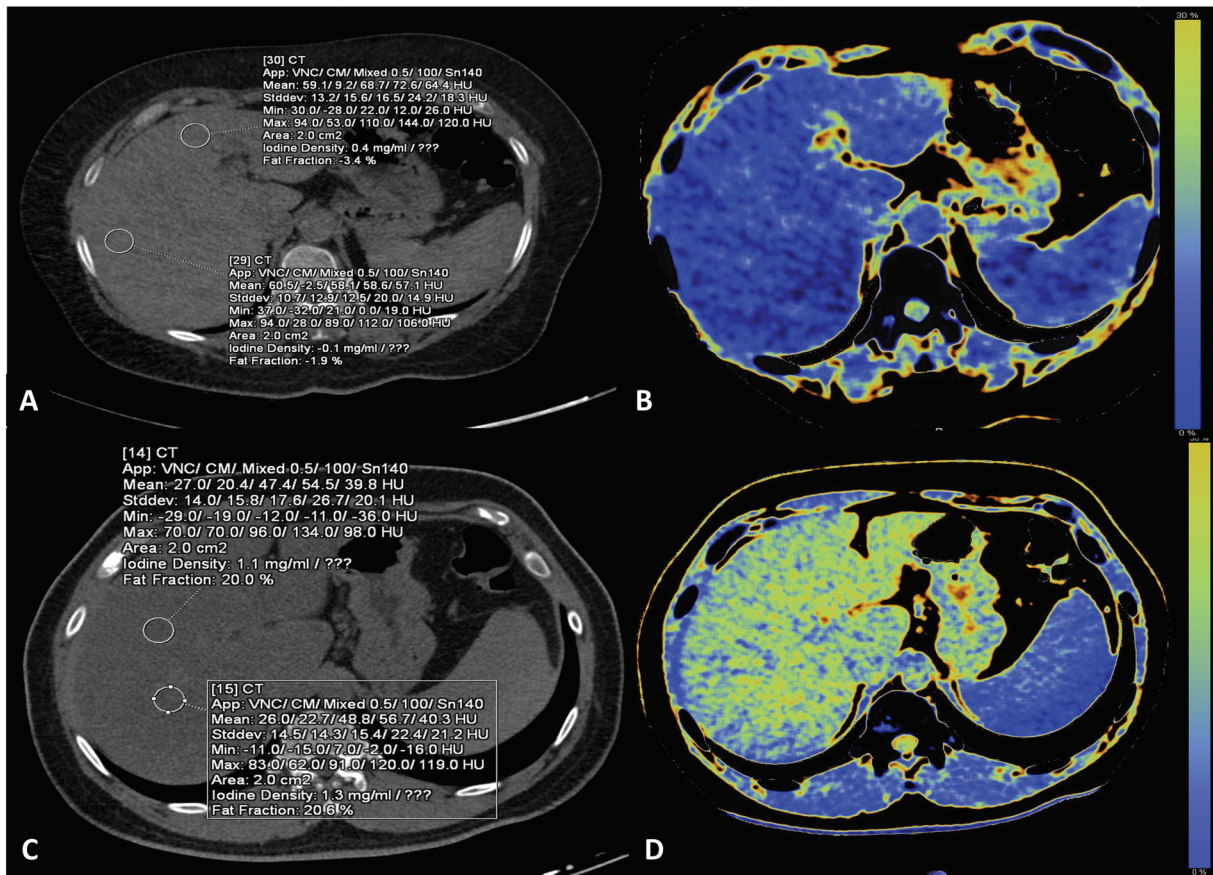 [30] CT
App: VNC/ CM/ Mixed 0.5/ 100/ Sn140
Mean: 59.1/ 9.2/ 68.7/ 72.6/ 64.4 HU
Stddev: 13.2/ 15.6/ 16.5/ 24.2/ 18.3 HU
Min: 30.0/ -28.0/ 22.0/ 12.0/ 26.0 HU
Max: 94.0/ 53.0/ 110.0/ 144.0/ 120.0 HU
Area: 2.0 cm2
Iodine Density: 0.4 mg/ml / ???
Fat Fraction: -3.4 %
[29] CT
App: VNC/ CM/ Mixed 0.5/ 100/ Sn140
Mean: 60.5/ -2.5/ 58.1/ 58.6/ 57.1 HU
Stddev: 10.7/ 12.9/ 12.5/ 20.0/ 14.9 HU
Min: 37.0/ -32.0/ 21.0/ 0.0/ 19.0 HU
Max: 94.0/ 28.0/ 89.0/ 112.0/ 106.0 HU
Area: 2.0 cm2
Iodine Density: -0.1 mg/ml / ???
Fat Fraction: -1.9 %
A
30 %
B
0 %
[14] CT
App: VNC/ CM/ Mixed 0.5/ 100/ Sn140
Mean: 27.0/ 20.4/ 47.4/ 54.5/ 39.8 HU
Stddev: 14.0/ 15.8/ 17.6/ 26.7/ 20.1 HU
Min: -29.0/ -19.0/ -12.0/ -11.0/ -36.0 HU
Max: 70.0/ 70.0/ 96.0/ 134.0/ 98.0 HU
Area: 2.0 cm2
Iodine Density: 1.1 mg/ml / ???
Fat Fraction: 20.0 %
[15] CT
App: VNC/ CM/ Mixed 0.5/ 100/ Sn140
Mean: 26.0/ 22.7/ 48.8/ 56.7/ 40.3 HU
Stddev: 14.5/ 14.3/ 15.4/ 22.4/ 21.2 HU
Min: -11.0/ -15.0/ 7.0/ -2.0/ -16.0 HU
Max: 83.0/ 62.0/ 91.0/ 120.0/ 119.0 HU
Area: 2.0 cm2
Iodine Density: 1.3 mg/ml / ???
Fat Fraction: 20.6 %
C
30 %
D
0 %